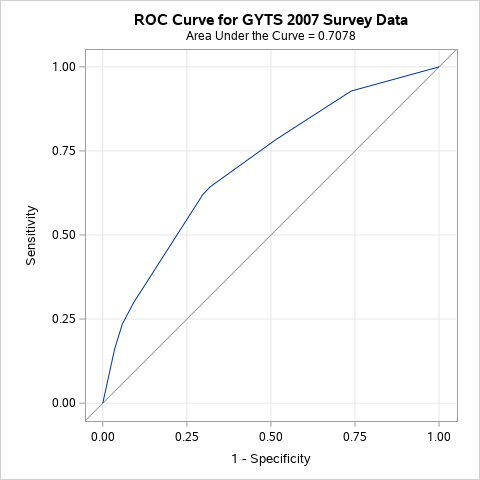 ROC Curve for GYTS 2007 Survey Data
Area Under the Curve = 0.7078
1.00
0.75
0.50
0.25
0.00
Sensitivity
0.00 0.25 0.50 0.75 1.00
1 - Specificity